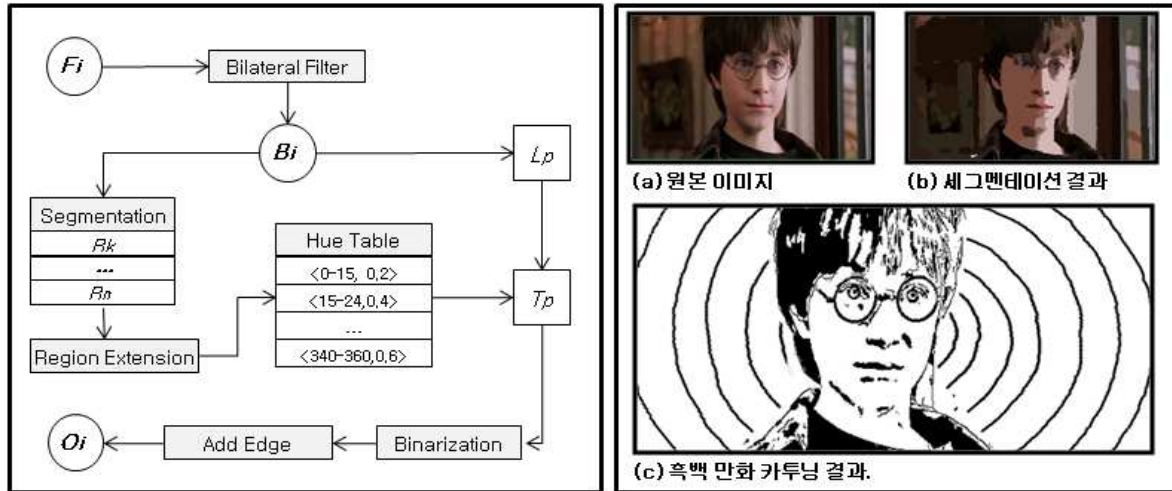 Fi
Bilateral Filter
Bi
Lp
Segmentation
Rk
...
Rn
Region Extension
Hue Table
<0-15, 0,2>
<15-24,0,4>
...
<340-360,0,6>
Tp
Oi
Add Edge
Binarization
(a) 원본 이미지
(b) 세그멘테이션 결과
(c) 흑백 만화 카투닝 결과.